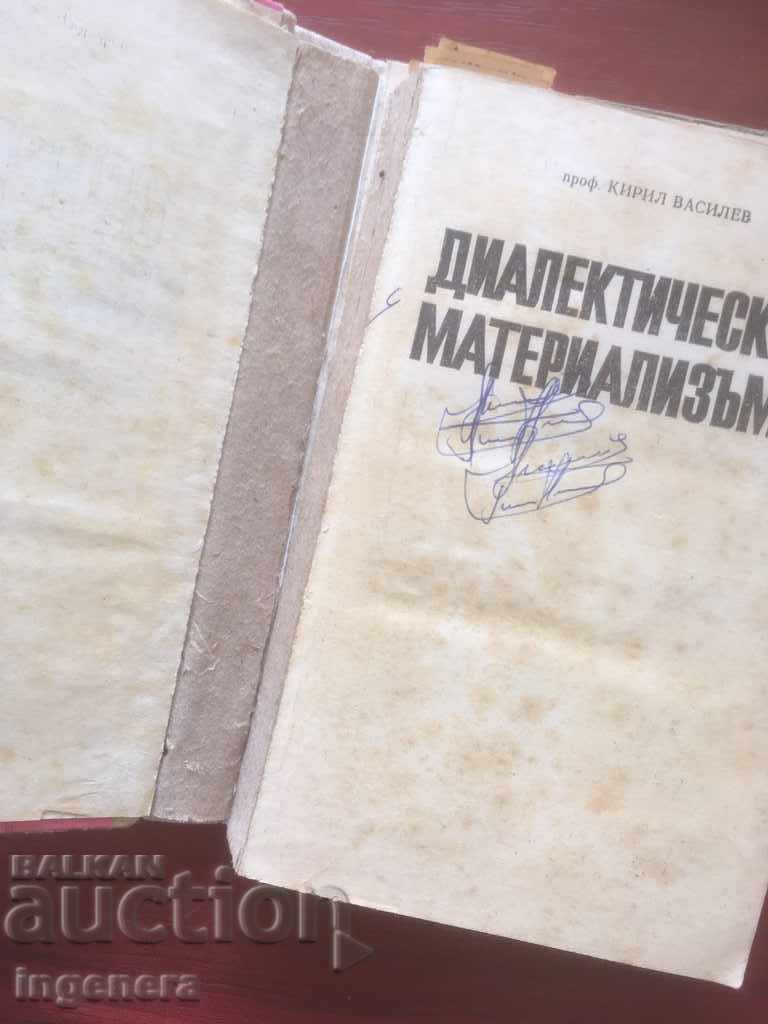 проф. КИРИЛ ВАСИЛЕВ
ДИАЛЕКТИЧЕСК
МАТЕРИАЛИЗЪМ
BALKAN
auction
ingenera